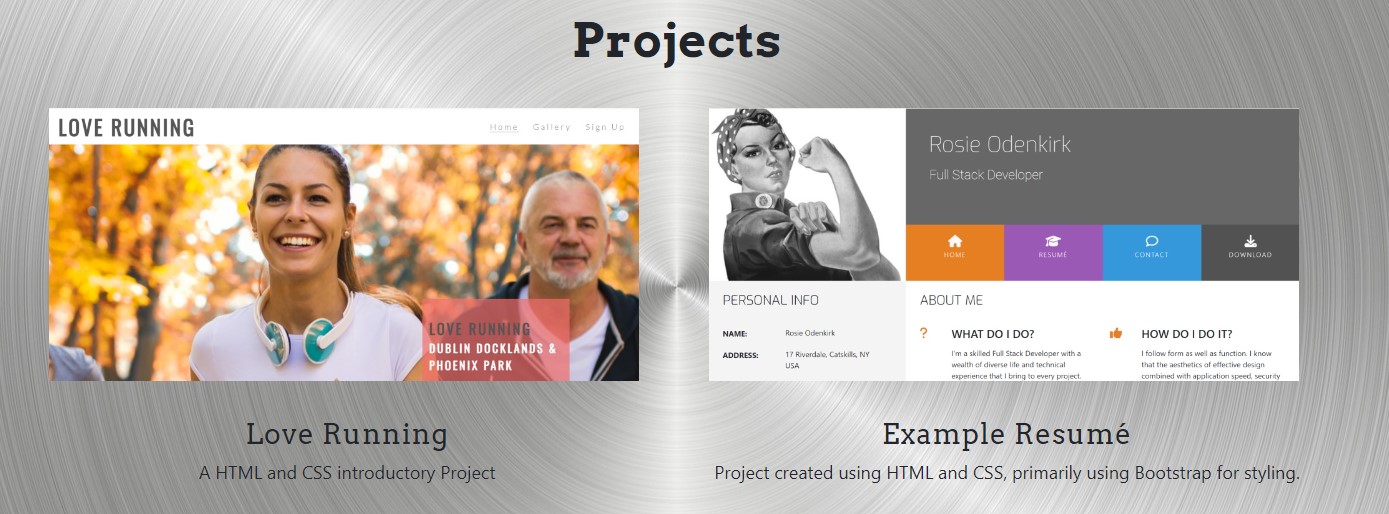 Projects
LOVE RUNNING
Home Gallery Sign Up
LOVE RUNNING
DUBLIN DOCKLANDS &
PHOENIX PARK
Love Running
A HTML and CSS introductory Project
Rosie Odenkirk
Full Stack Developer
HOME RESUMÉ CONTACT DOWNLOAD
PERSONAL INFO
NAME: Rosie Odenkirk
ADDRESS: 17 Riverdale, Catskills, NY
USA
ABOUT ME
? WHAT DO I DO?
I'm a skilled Full Stack Developer with a
wealth of diverse life and technical
experience that I bring to every project.
HOW DO I DO IT?
I follow form as well as function. I know
that the aesthetics of effective design
combined with application speed, security
Example Resumé
Project created using HTML and CSS, primarily using Bootstrap for styling.